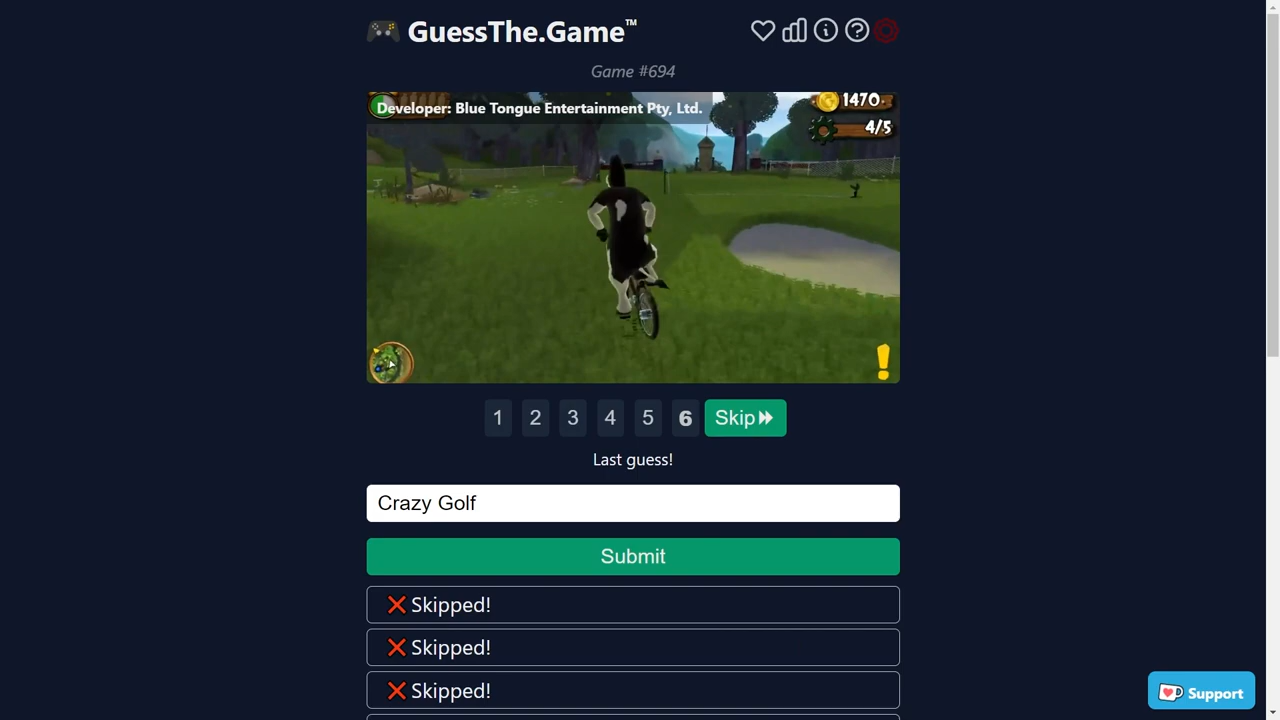 GuessThe.Game™
Game #694
Developer: Blue Tongue Entertainment Pty, Ltd.
1470
4/5
1 2 3 4 5 6 Skip
Last guess!
Crazy Golf
Submit
Skipped!
Skipped!
Skipped!
Support